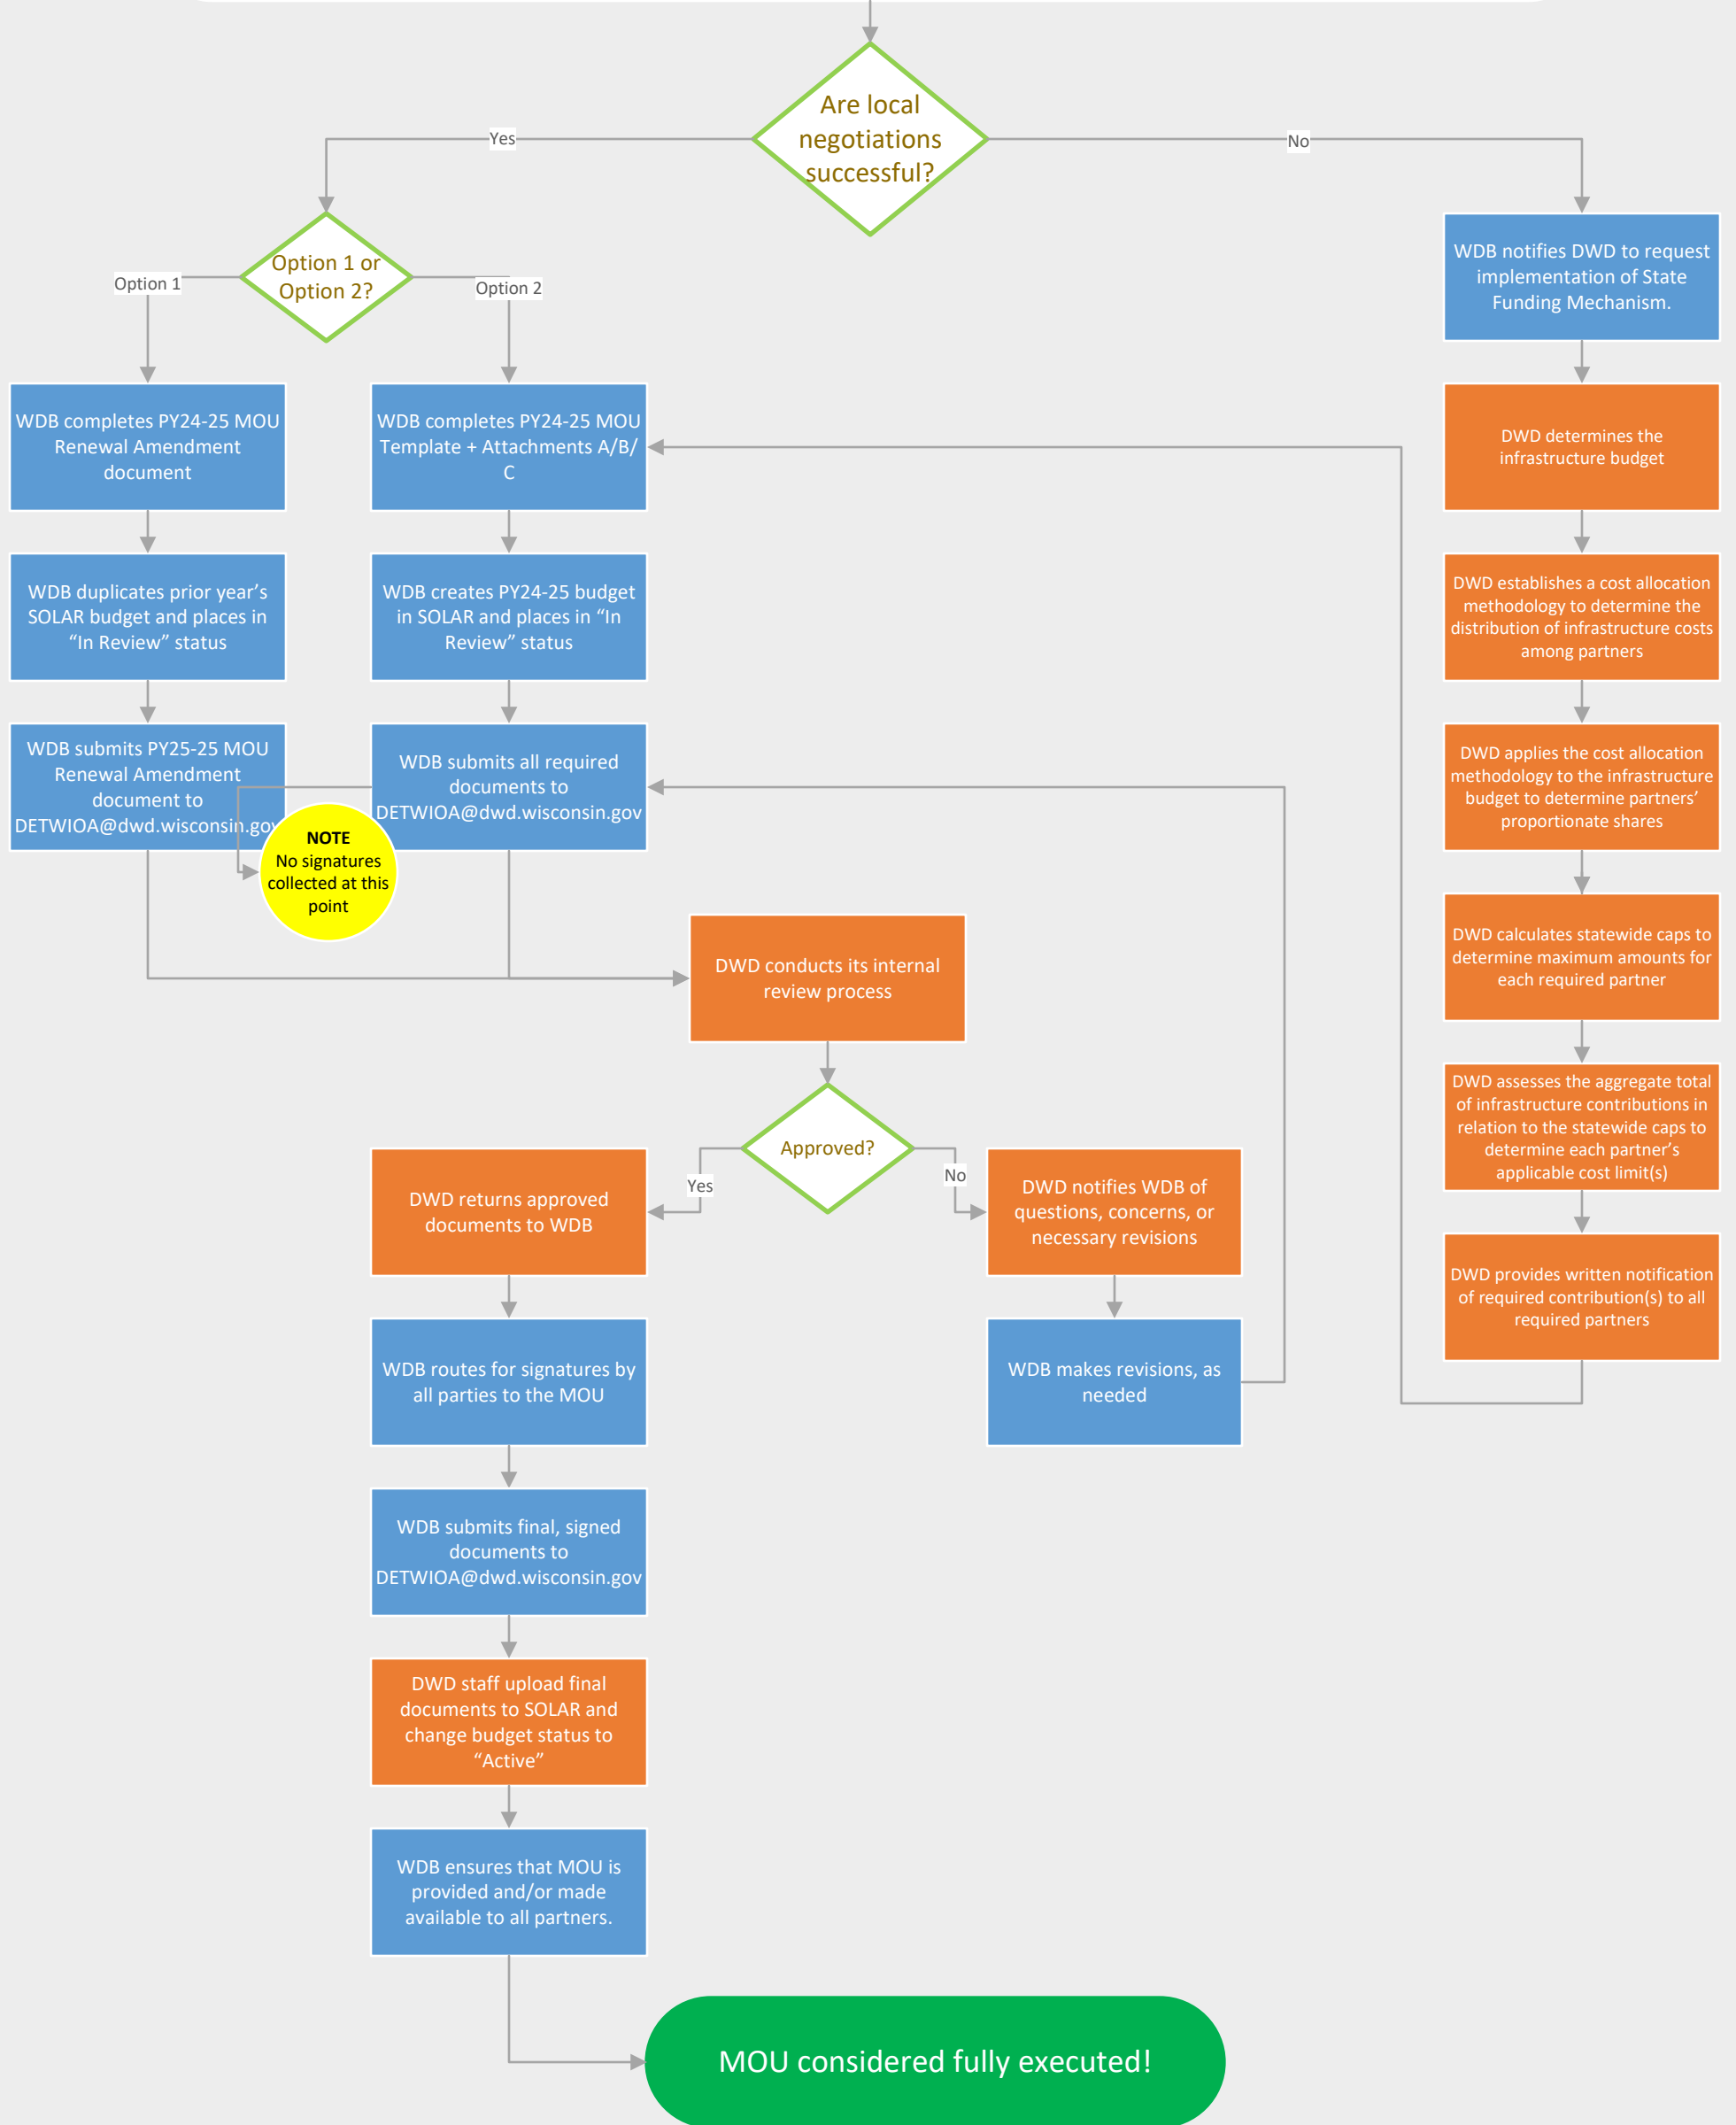 Are local
negotiations
successful?
Yes
No
Option 1 or
Option 2?
Option 1
Option 2
WDB notifies DWD to request
implementation of State
Funding Mechanism.
WDB completes PY24-25 MOU
Renewal Amendment
document
WDB completes PY24-25 MOU
Template + Attachments A/B/
C
DWD determines the
infrastructure budget
WDB duplicates prior year’s
SOLAR budget and places in
“In Review” status
WDB creates PY24-25 budget
in SOLAR and places in “In
Review” status
DWD establishes a cost allocation
methodology to determine the
distribution of infrastructure costs
among partners
WDB submits PY25-25 MOU
Renewal Amendment
document to
DETWIOA@dwd.wisconsin.gov
WDB submits all required
documents to
DETWIOA@dwd.wisconsin.gov
DWD applies the cost allocation
methodology to the infrastructure
budget to determine partners’
proportionate shares
NOTE
No signatures
collected at this
point
DWD conducts its internal
review process
DWD calculates statewide caps to
determine maximum amounts for
each required partner
Approved?
Yes
No
DWD assesses the aggregate total
of infrastructure contributions in
relation to the statewide caps to
determine each partner’s
applicable cost limit(s)
DWD returns approved
documents to WDB
DWD notifies WDB of
questions, concerns, or
necessary revisions
DWD provides written notification
of required contribution(s) to all
required partners
WDB routes for signatures by
all parties to the MOU
WDB makes revisions, as
needed
WDB submits final, signed
documents to
DETWIOA@dwd.wisconsin.gov
DWD staff upload final
documents to SOLAR and
change budget status to
“Active”
WDB ensures that MOU is
provided and/or made
available to all partners.
MOU considered fully executed!